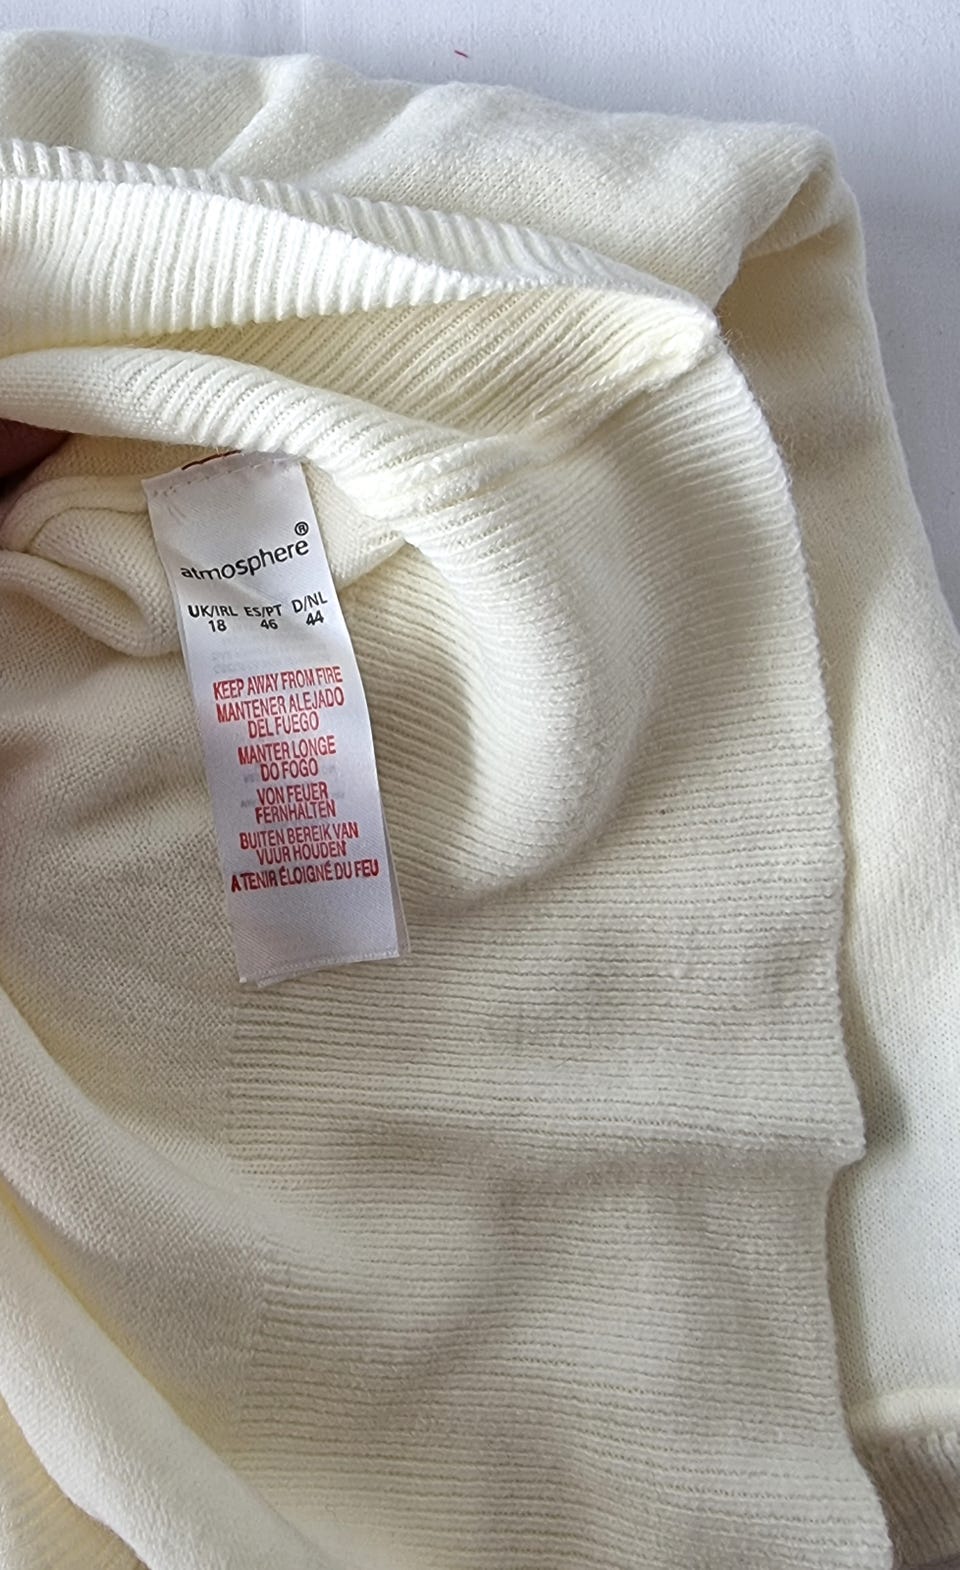 atmosphere®
UK/IRL ES/PT D/NL
18 46 44
KEEP AWAY FROM FIRE
MANTENER ALEJADO
DEL FUEGO
MANTER LONGE
DO FOGO
VON FEUER
FERNHALTEN
BUITEN BEREIK VAN
VUUR HOUDEN
A TENIR ÉLOIGNÉ DU FEU